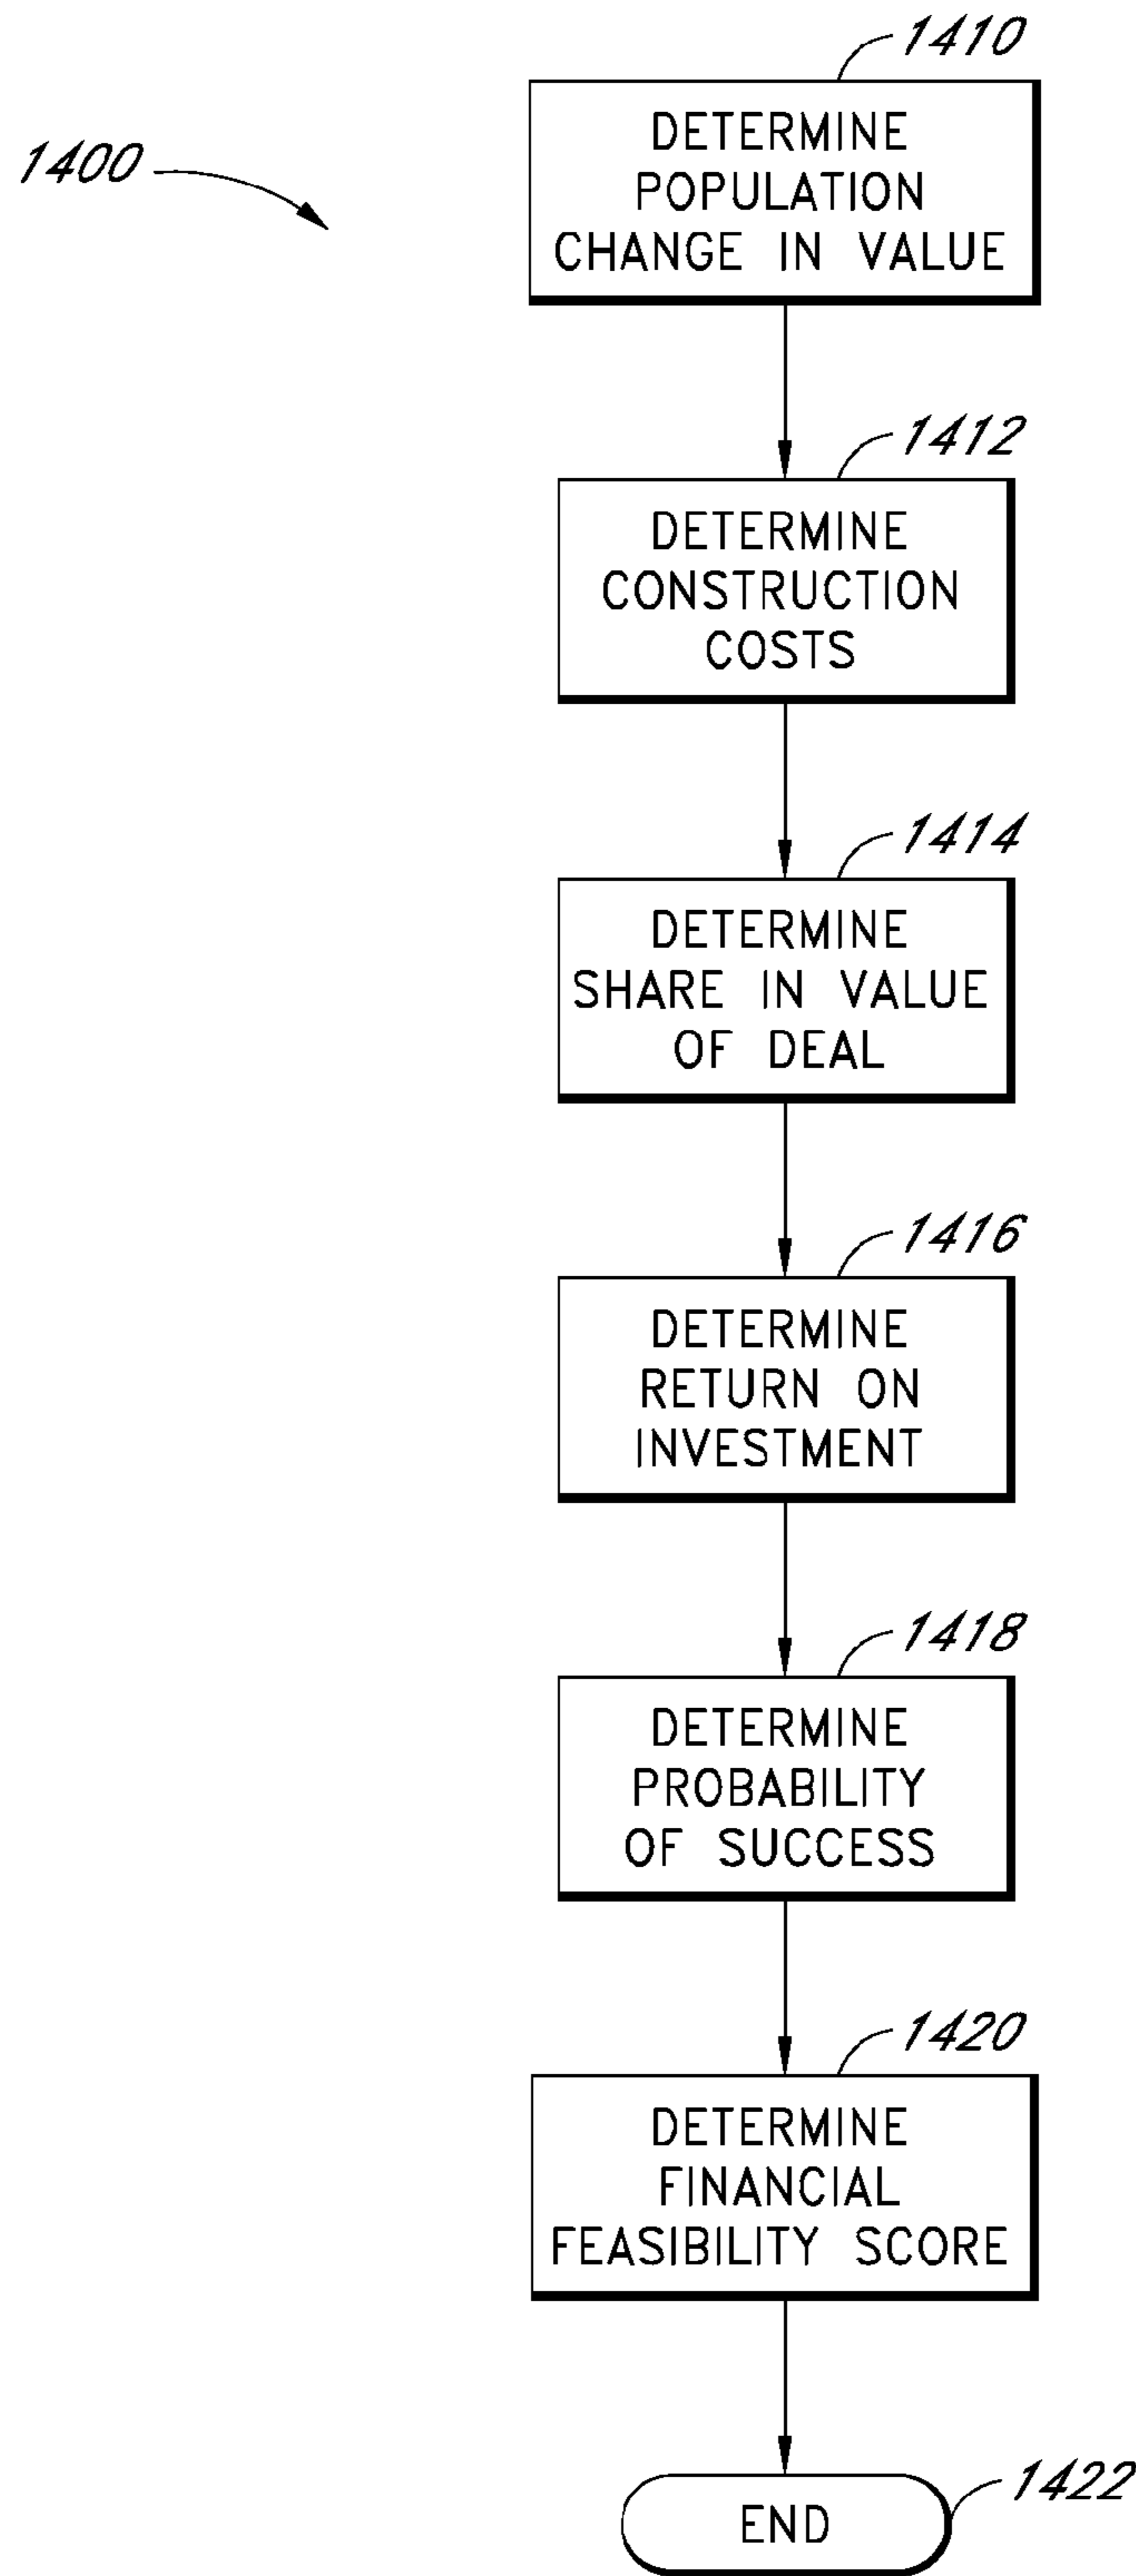 1410
1400
DETERMINE
POPULATION
CHANGE IN VALUE
1412
DETERMINE
CONSTRUCTION
COSTS
1414
DETERMINE
SHARE IN VALUE
OF DEAL
1416
DETERMINE
RETURN ON
INVESTMENT
1418
DETERMINE
PROBABILITY
OF SUCCESS
1420
DETERMINE
FINANCIAL
FEASIBILITY SCORE
1422
END